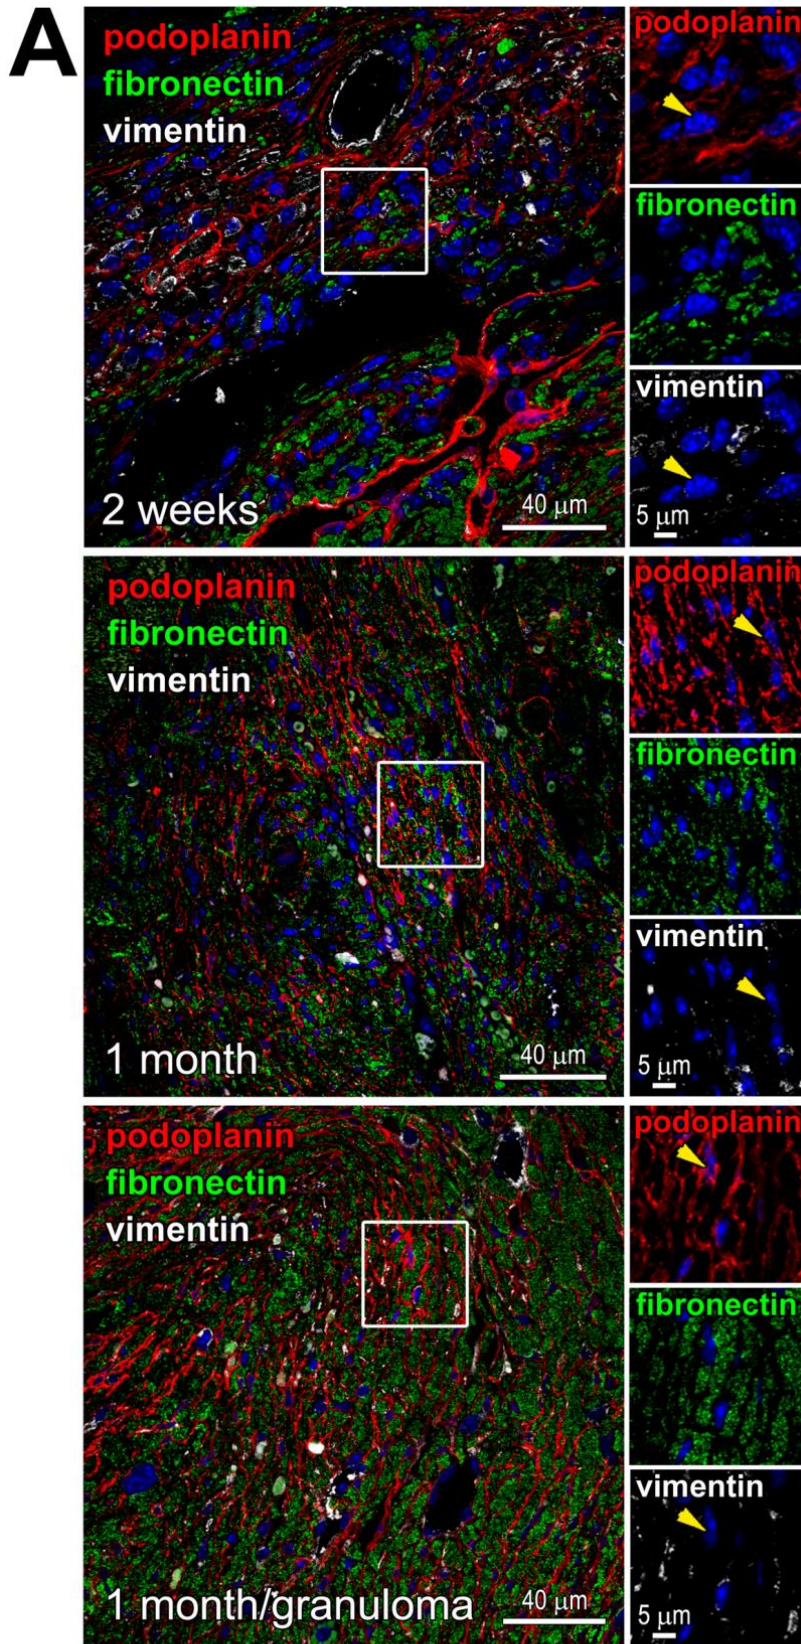 A
podoplanin
fibronectin
vimentin
2 weeks
40 μm
podoplanin
fibronectin
vimentin
5 μm
podoplanin
fibronectin
vimentin
1 month
40 μm
podoplanin
fibronectin
vimentin
5 μm
podoplanin
fibronectin
vimentin
1 month/granuloma
40 μm
podoplanin
fibronectin
vimentin
5 μm